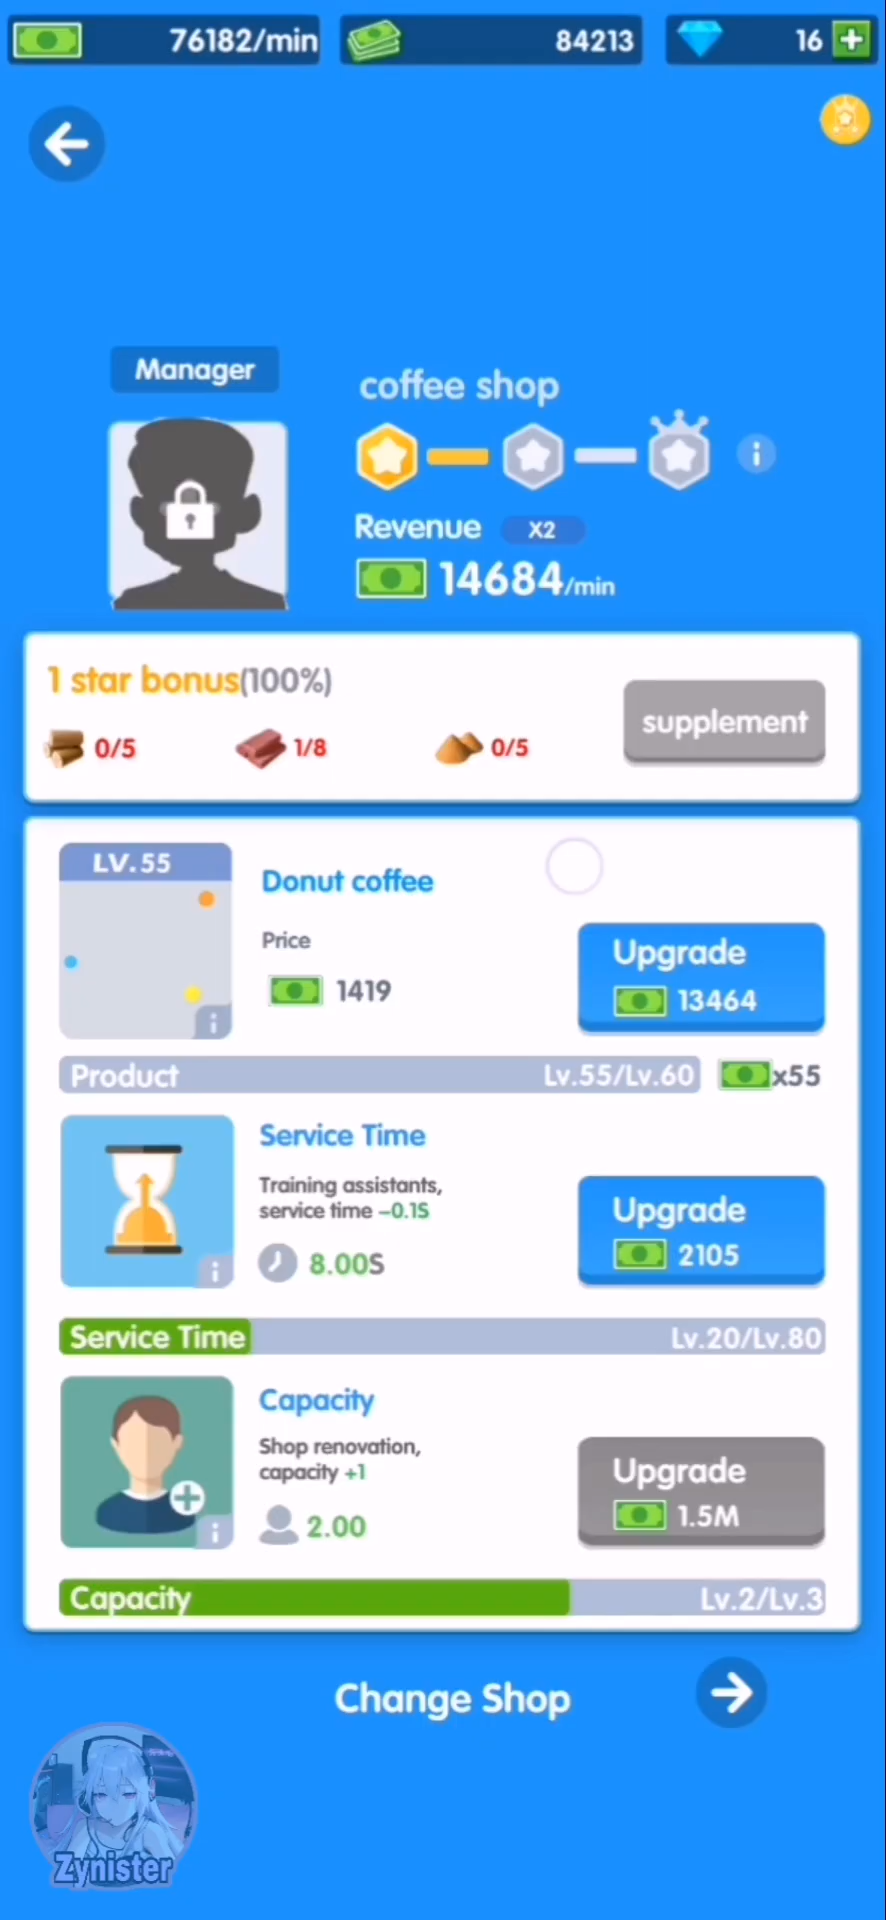 76182/min
84213
16
Manager
coffee shop
Revenue X2
14684/min
1 star bonus(100%)
0/5
1/8
0/5
supplement
LV.55
Donut coffee
Price
1419
Upgrade
13464
Product
Lv.55/Lv.60
x55
Service Time
Training assistants,
service time -0.1S
8.00S
Upgrade
2105
Service Time
Lv.20/Lv.80
Capacity
Shop renovation,
capacity +1
2.00
Upgrade
1.5M
Capacity
Lv.2/Lv.3
Change Shop
Zynister